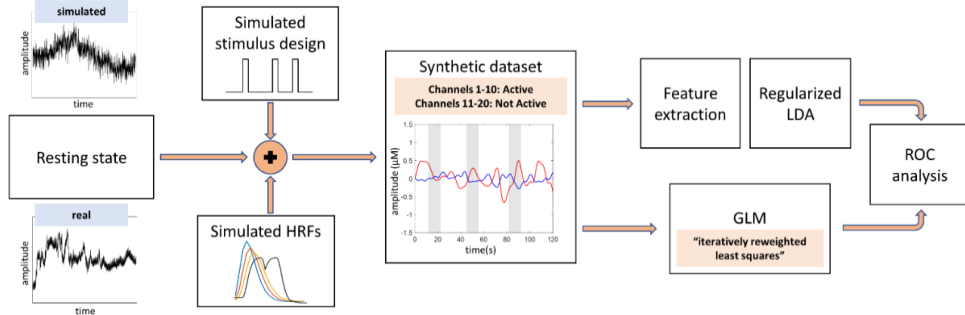 simulated
amplitude
time
Resting state
real
amplitude
time
Simulated
stimulus design
+
Simulated HRFs
Synthetic dataset
Channels 1-10: Active
Channels 11-20: Not Active
amplitude (μM)
1.5
1
0.5
0
-0.5
-1
-1.5
0 20 40 60 80 100 120
time(s)
Feature
extraction
Regularized
LDA
GLM
“iteratively reweighted
least squares”
ROC
analysis